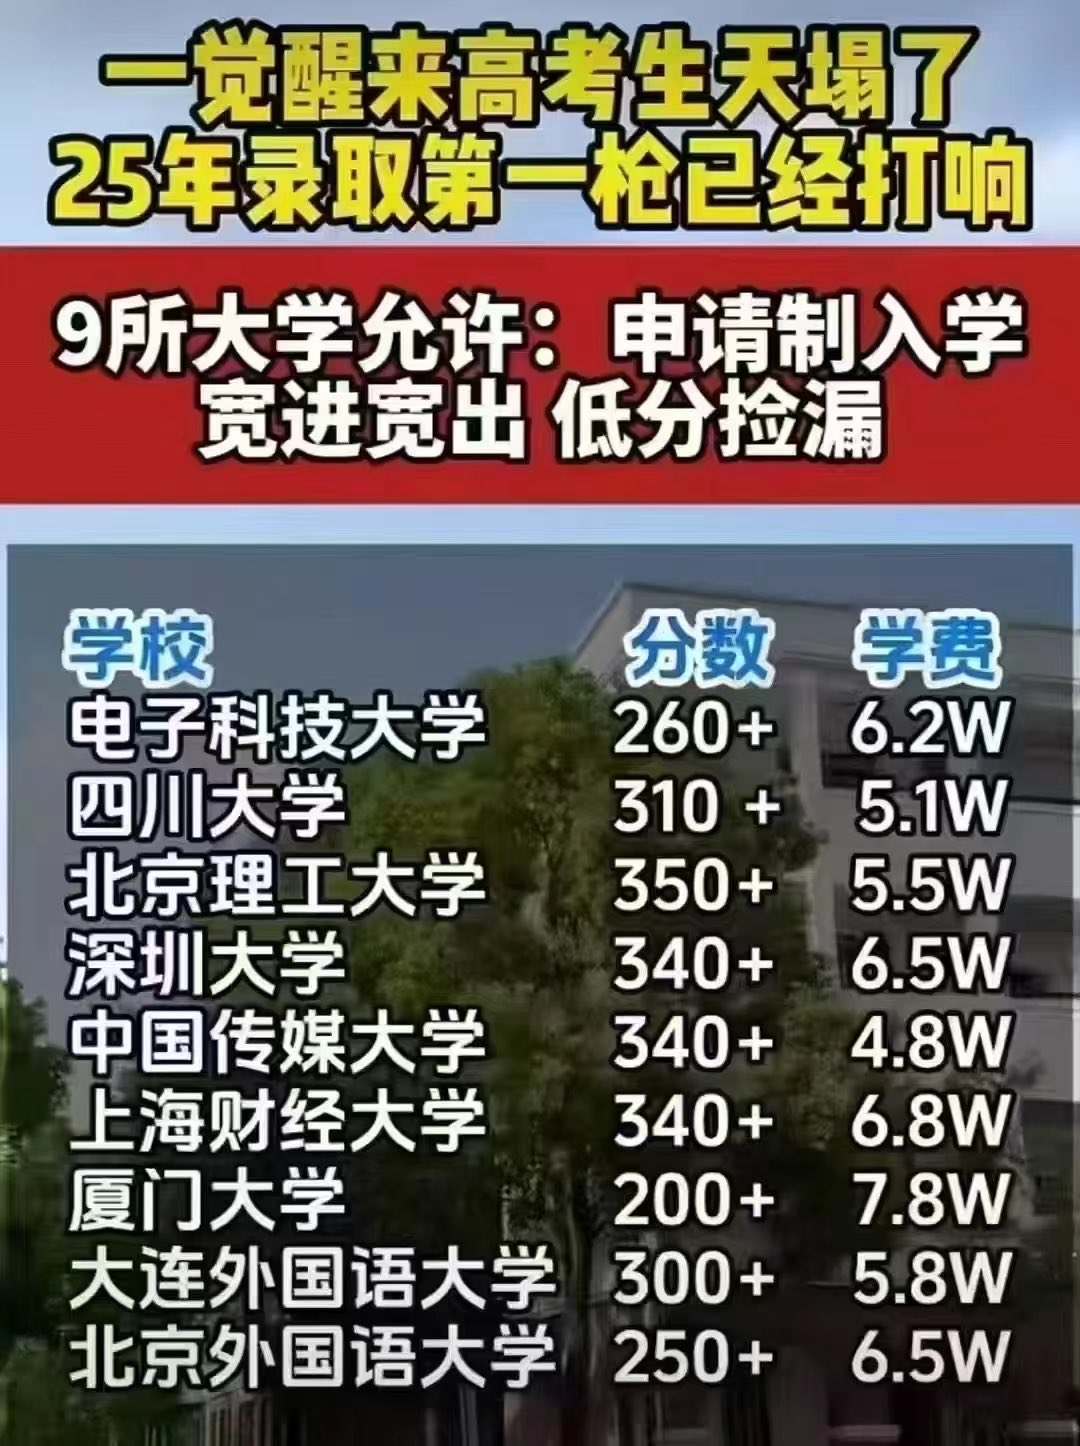 一觉醒来高考生天塌了
25年录取第一枪已经打响
9所大学允许：申请制入学
宽进宽出 低分捡漏
学校 分数 学费
电子科技大学 260+ 6.2W
四川大学 310 + 5.1W
北京理工大学 350+ 5.5W
深圳大学 340+ 6.5W
中国传媒大学 340+ 4.8W
上海财经大学 340+ 6.8W
厦门大学 200+ 7.8W
大连外国语大学 300+ 5.8W
北京外国语大学 250+ 6.5W